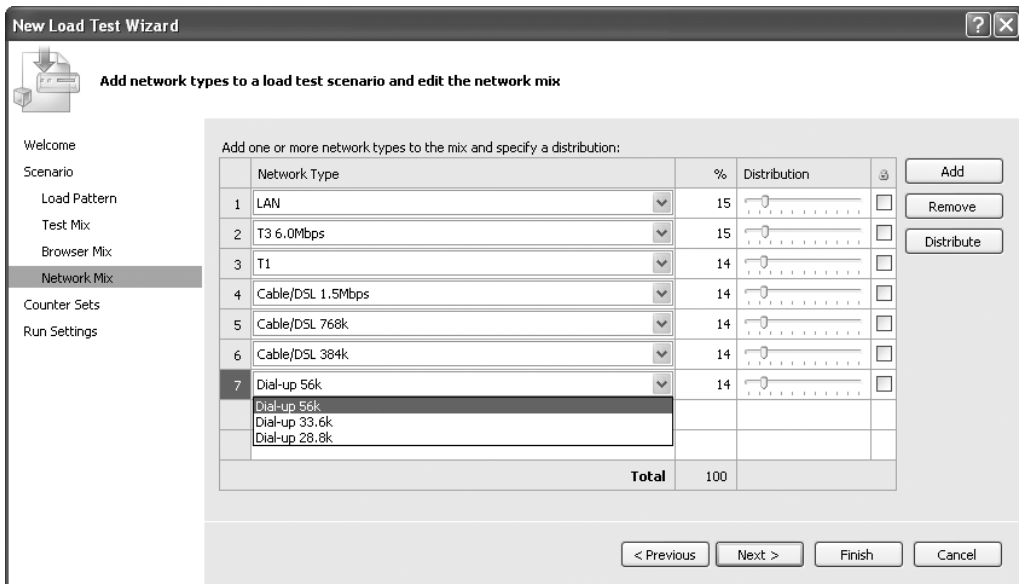 New Load Test Wizard
Add network types to a load test scenario and edit the network mix
Welcome
Scenario
Load Pattern
Test Mix
Browser Mix
Network Mix
Counter Sets
Run Settings
Add one or more network types to the mix and specify a distribution:
Network Type % Distribution
1 LAN 15
2 T3 6.0Mbps 15
3 T1 14
4 Cable/DSL 1.5Mbps 14
5 Cable/DSL 768k 14
6 Cable/DSL 384k 14
7 Dial-up 56k 14
Dial-up 56k
Dial-up 33.6k
Dial-up 28.8k
Total 100
Add
Remove
Distribute
< Previous Next > Finish Cancel